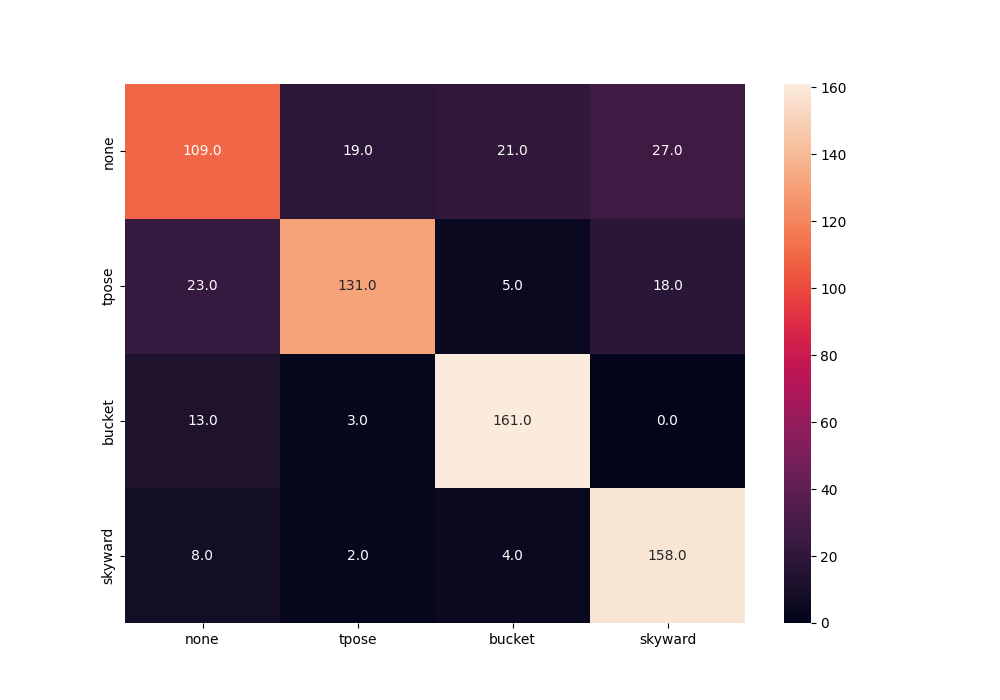 160
140
none 109.0 19.0 21.0 27.0
120
tpose 23.0 131.0 5.0 18.0
100
80
bucket 13.0 3.0 161.0 0.0
60
40
skyward 8.0 2.0 4.0 158.0
20
0
none tpose bucket skyward